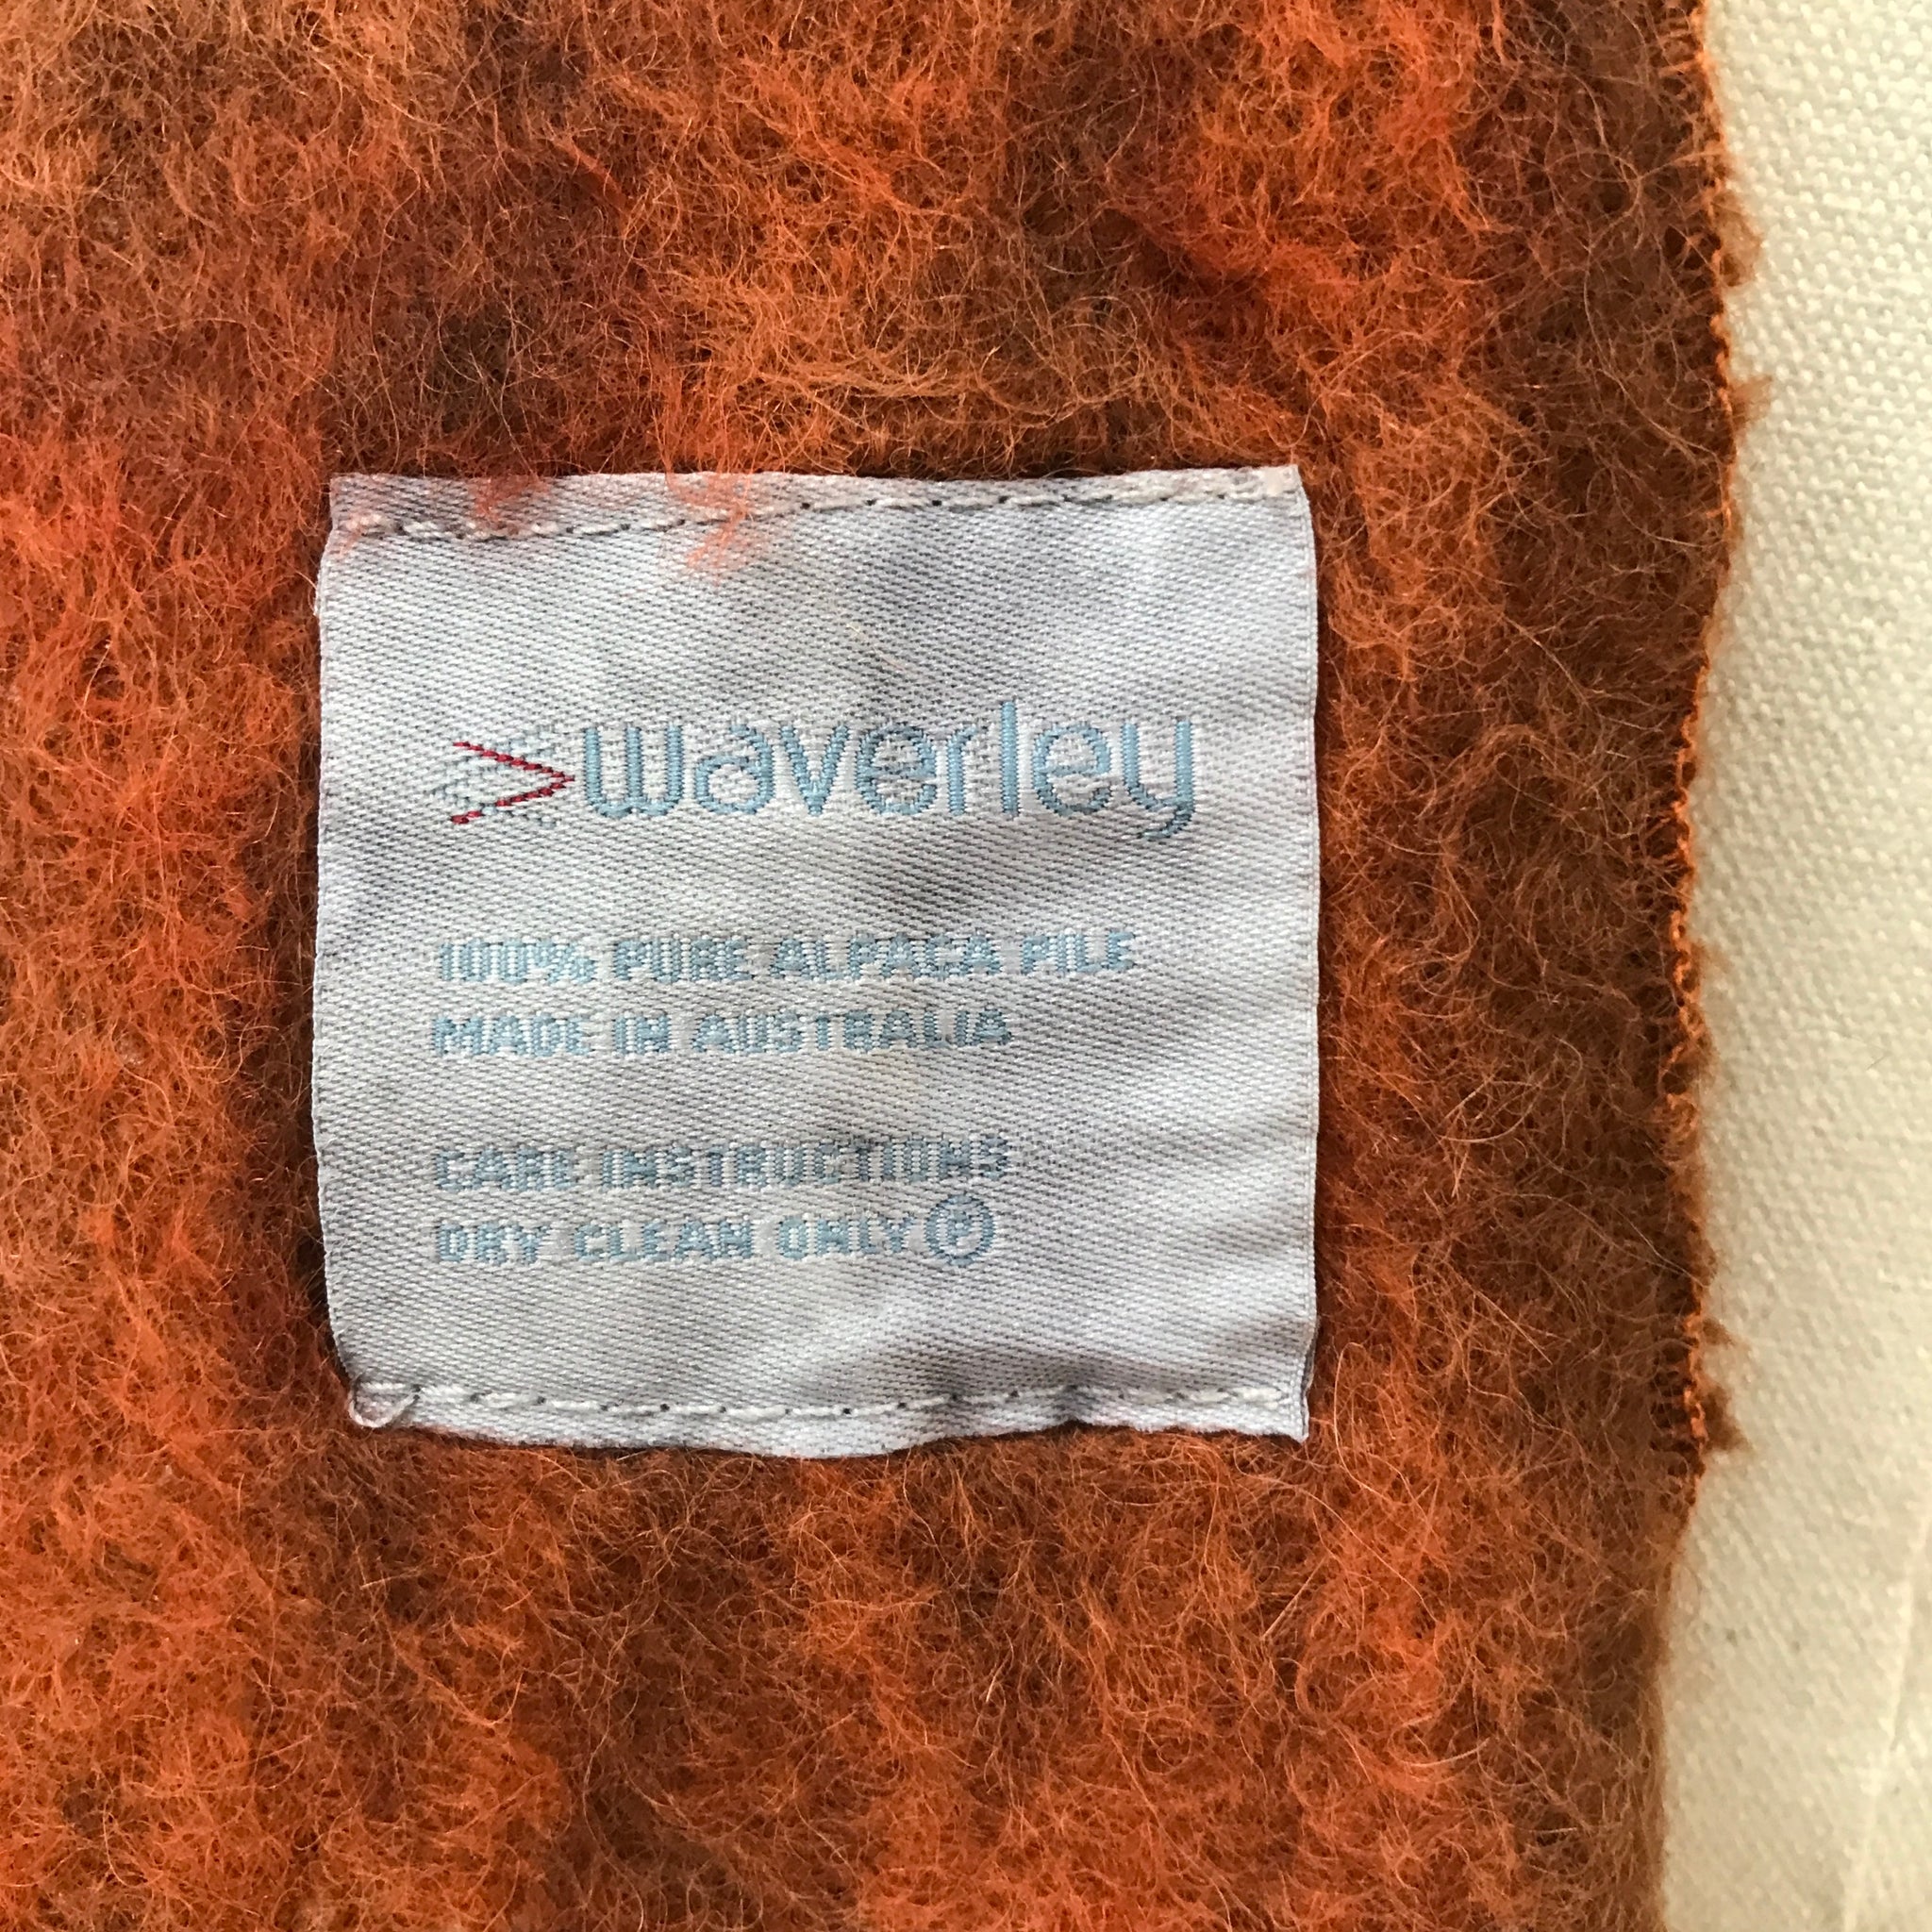 waverley
100% PURE ALPACA PILE
MADE IN AUSTRALIA
CARE INSTRUCTIONS
DRY CLEAN ONLY Ⓟ